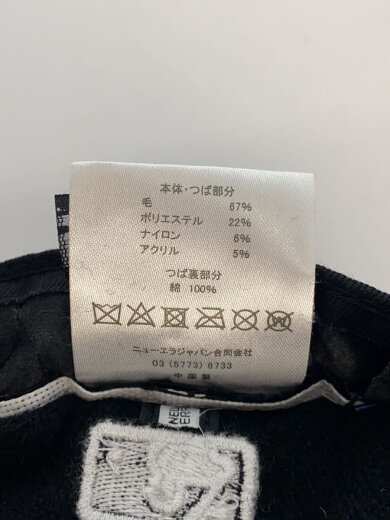 本体・つば部分
毛 67%
ポリエステル 22%
ナイロン 6%
アクリル 5%
つば裏部分
綿 100%
ニューエラジャパン合同会社
03 (5773) 6733
中国製
NEW
ERA